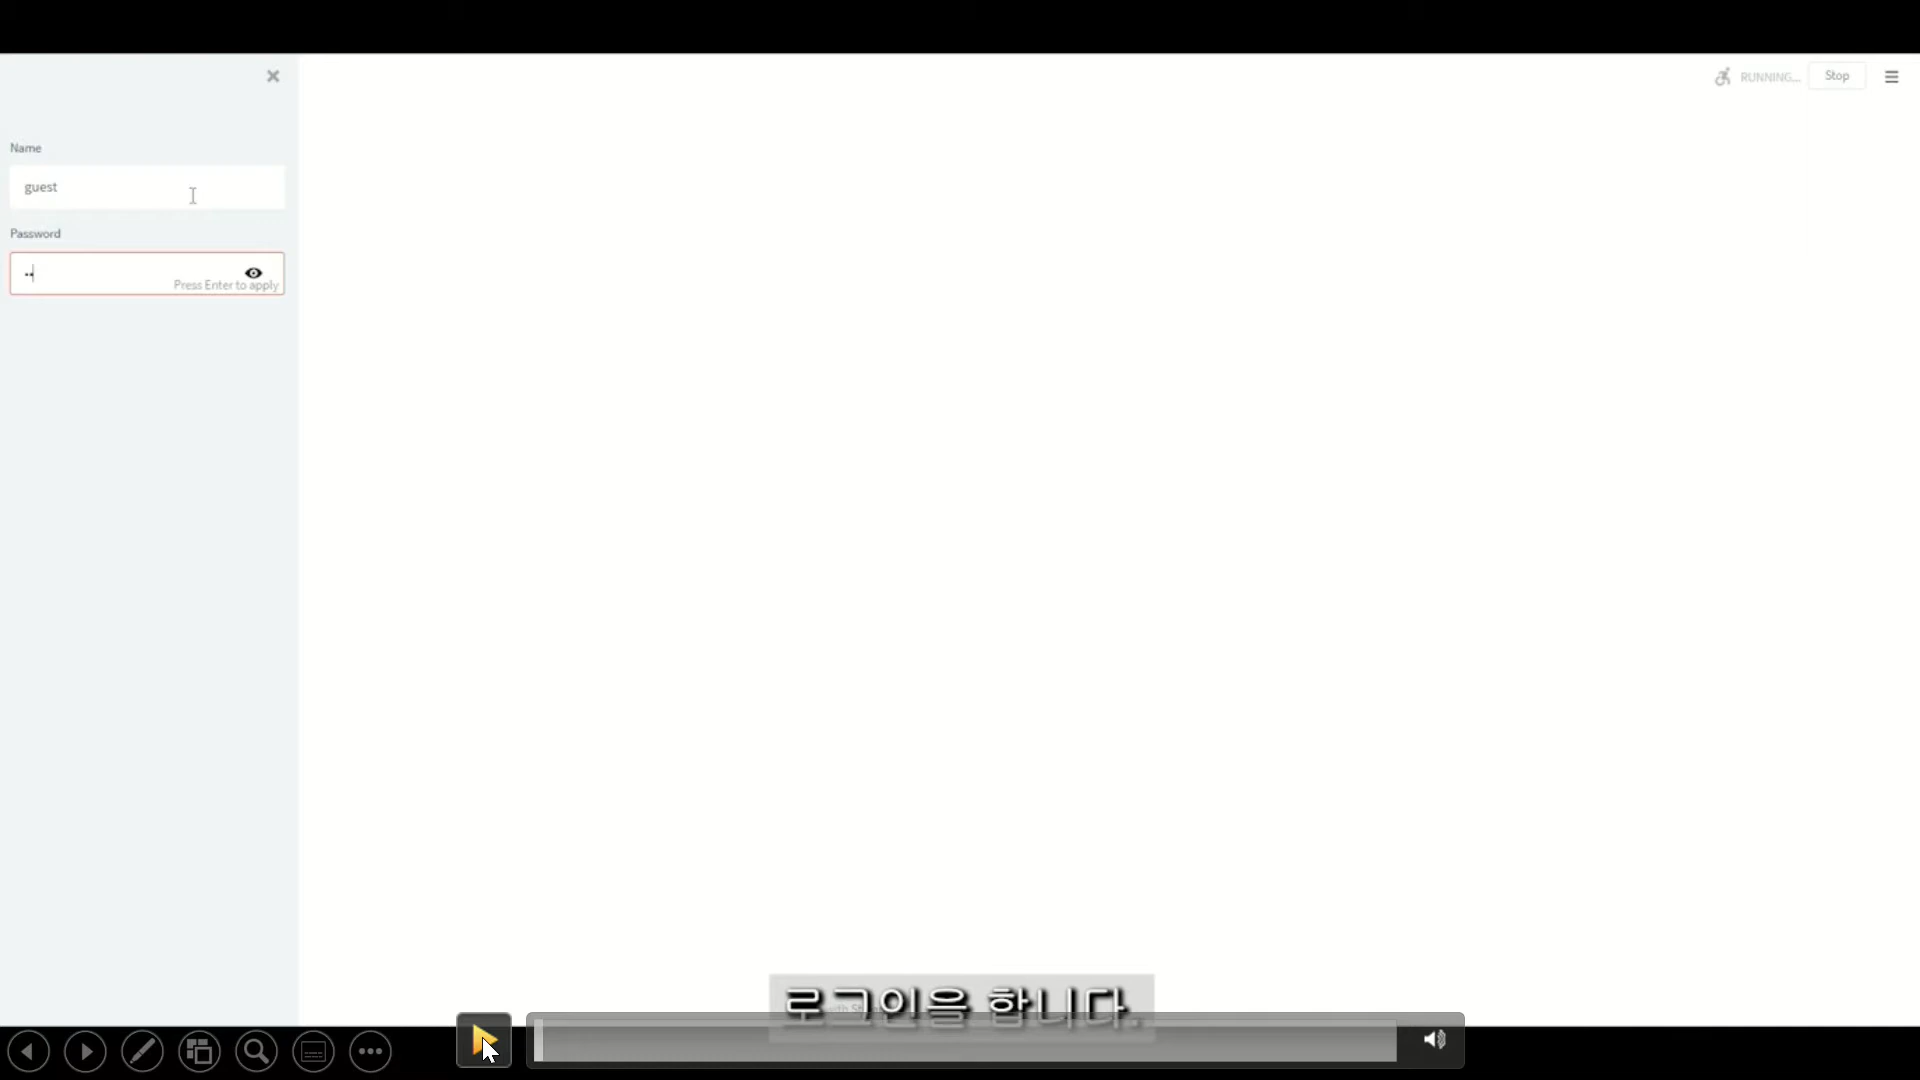 RUNNING...
Stop
Name
guest
Password
Press Enter to apply
로그인을 합니다.